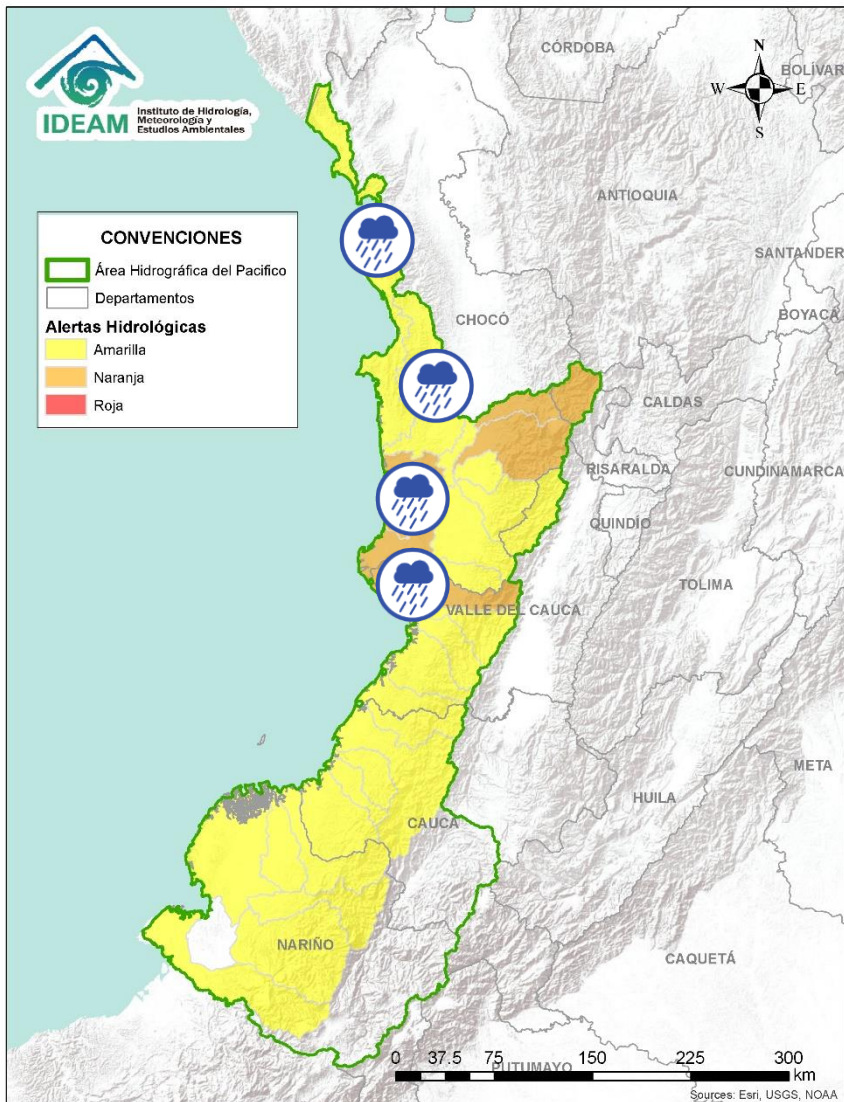 IDEAM
Instituto de Hidrología,
Meteorología y
Estudios Ambientales
CÓRDOBA
BOLÍVAR
N
W
E
S
ANTIOQUIA
SANTANDER
BOYACA
CONVENCIONES
Área Hidrográfica del Pacifico
Departamentos
Alertas Hidrológicas
Amarilla
Naranja
Roja
CHOCÓ
CALDAS
RISARALDA
CUNDINAMARCA
QUINDÍO
TOLIMA
VALLE DEL CAUCA
META
HUILA
CAUCA
NARIÑO
CAQUETÁ
PUTUMAYO
0 37.5 75 150 225 300
km
Sources: Esri, USGS, NOAA